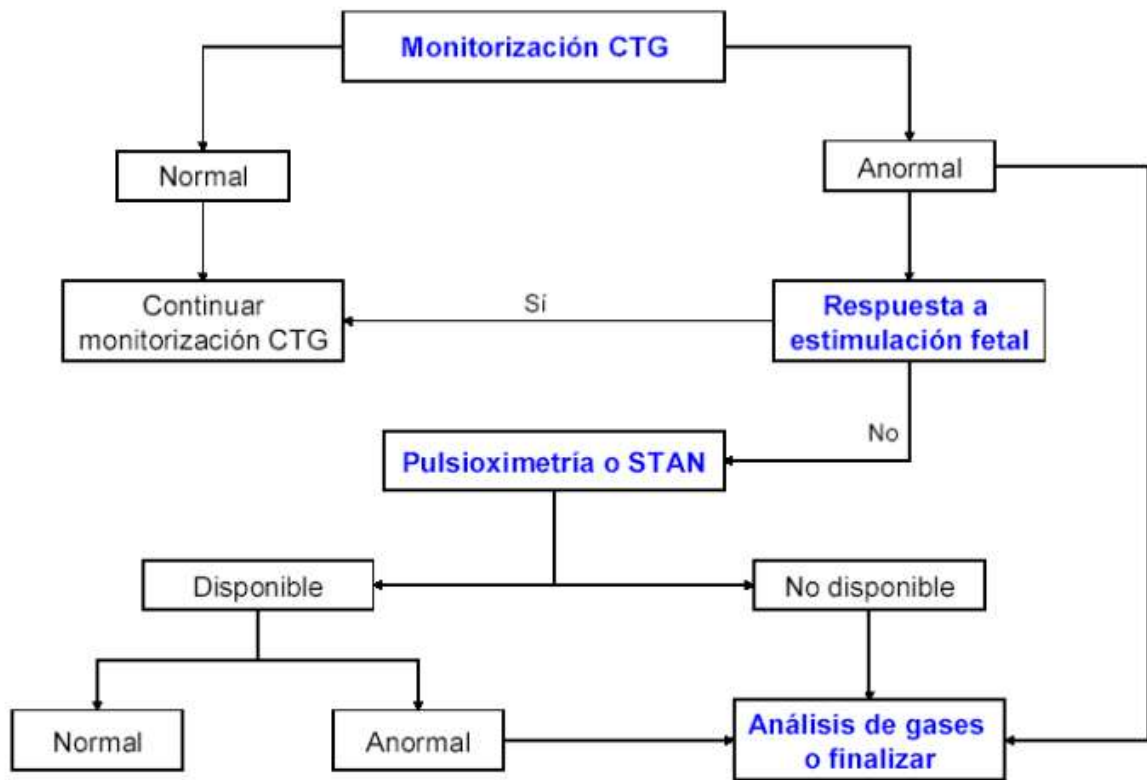 Monitorización CTG
Normal
Anormal
Continuar
monitorización CTG
Sí
Respuesta a
estimulación fetal
No
Pulsioximetría o STAN
Disponible
No disponible
Normal
Anormal
Análisis de gases
o finalizar